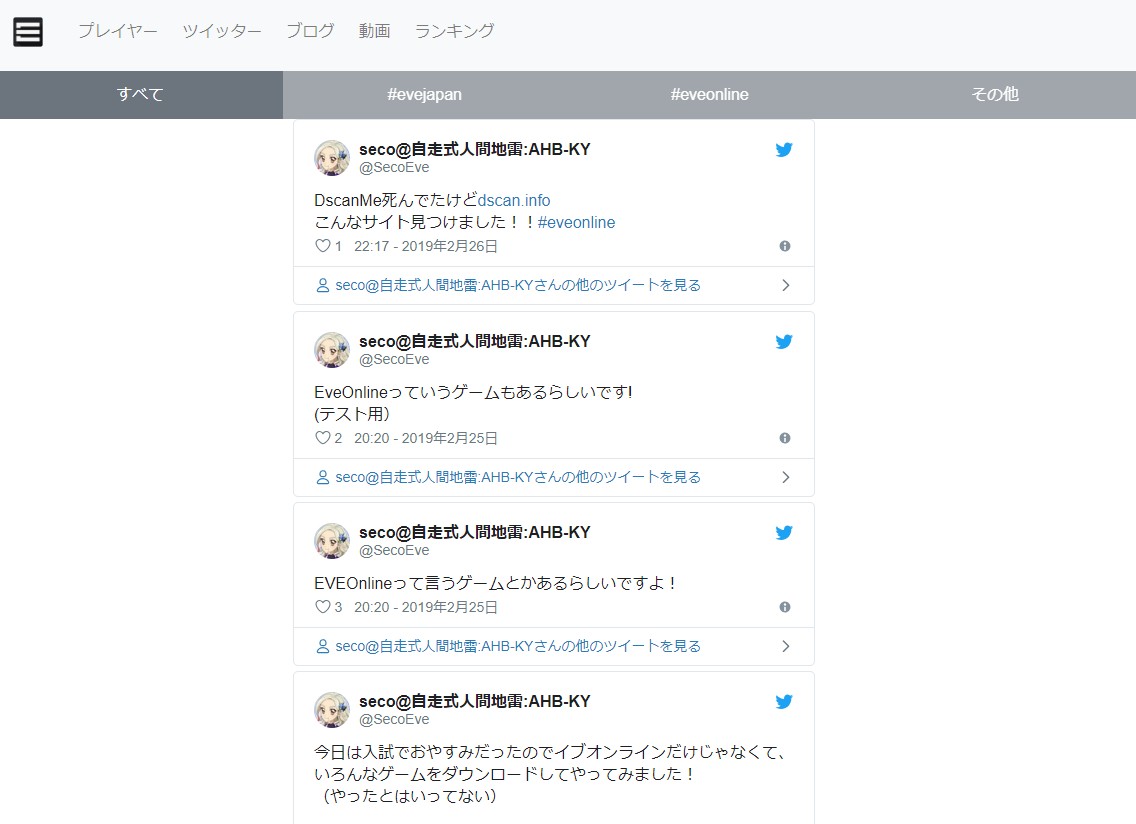 プレイヤー ツイッター ブログ 動画 ランキング
すべて #evejapan #eveonline その他
seco@自走式人間地雷:AHB-KY
@SecoEve
DscanMe死んでたけどdscan.info
こんなサイト見つけました！！#eveonline
1 22:17 - 2019年2月26日
seco@自走式人間地雷:AHB-KYさんの他のツイートを見る
seco@自走式人間地雷:AHB-KY
@SecoEve
EveOnlineっていうゲームもあるらしいです!
(テスト用）
2 20:20 - 2019年2月25日
seco@自走式人間地雷:AHB-KYさんの他のツイートを見る
seco@自走式人間地雷:AHB-KY
@SecoEve
EVEOnlineって言うゲームとかあるらしいですよ！
3 20:20 - 2019年2月25日
seco@自走式人間地雷:AHB-KYさんの他のツイートを見る
seco@自走式人間地雷:AHB-KY
@SecoEve
今日は入試でおやすみだったのでイブオンラインだけじゃなくて、
いろんなゲームをダウンロードしてやってみました！
（やったとはいってない）